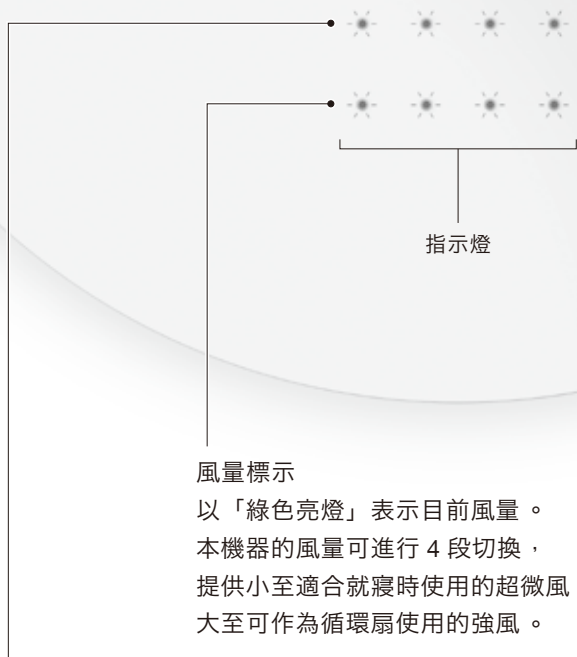 指示燈
風量標示
以「綠色亮燈」表示目前風量。
本機器的風量可進行 4 段切換，
提供小至適合就寢時使用的超微風
大至可作為循環扇使用的強風。